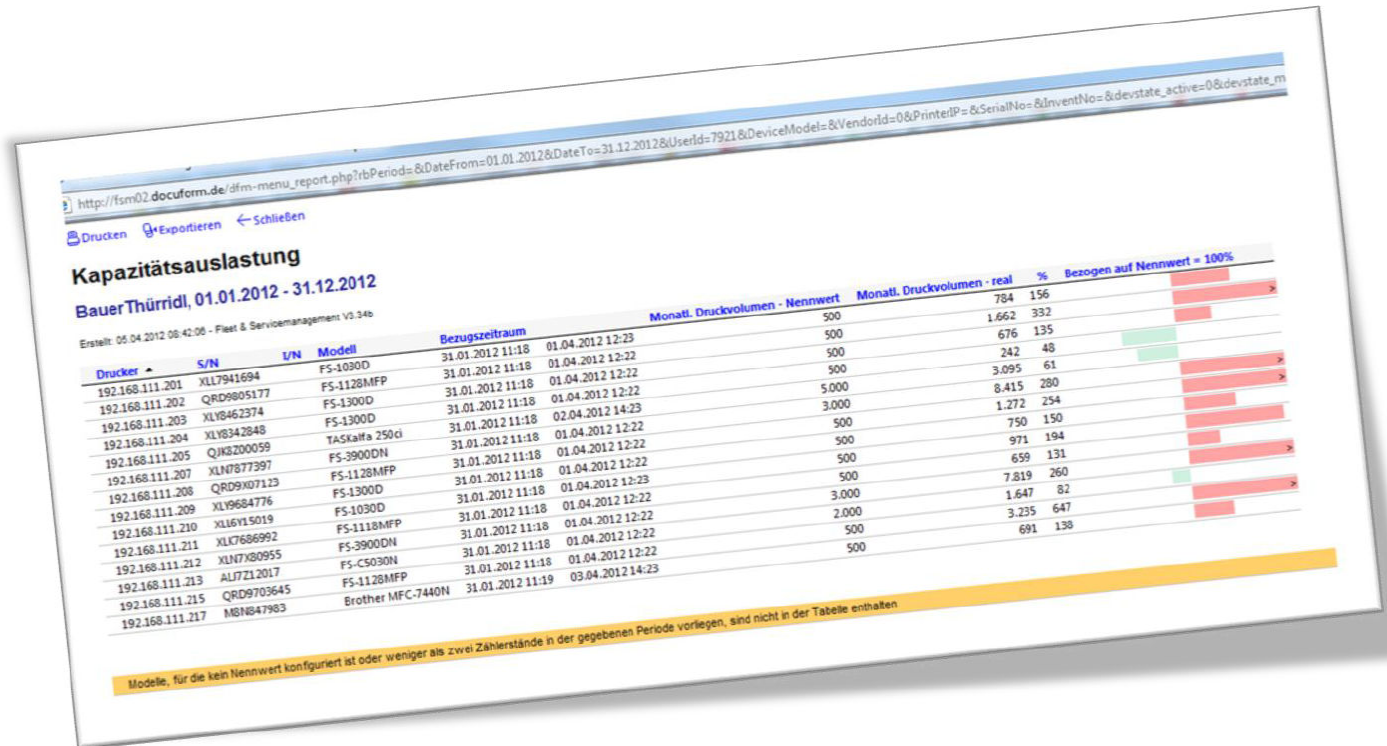 http://fsm02.docuform.de/dfm-menu_report.php?rbPeriod=&DateFrom=01.01.2012&DateTo=31.12.2012&UserId=7921&DeviceModel=&VendorId=0&PrinterIP=&SerialNo=&InventNo=&devstate_active=0&devstate_m
Drucken Exportieren Schließen
Kapazitätsauslastung
BauerThürridl, 01.01.2012 - 31.12.2012
Erstellt: 05.04.2012 08:42:06 - Fleet & Servicemanagement V3.34b
Drucker S/N I/N Modell Bezugszeitraum Monatl. Druckvolumen - Nennwert Monatl. Druckvolumen - real % Bezogen auf Nennwert = 100%
192.168.111.201 XLL7941694 FS-1030D 31.01.2012 11:18 01.04.2012 12:23 500 784 156
192.168.111.202 QRD9805177 FS-1128MFP 31.01.2012 11:18 01.04.2012 12:22 500 1.662 332 >
192.168.111.203 XLY8462374 FS-1300D 31.01.2012 11:18 01.04.2012 12:22 500 676 135
192.168.111.204 XLY8342848 FS-1300D 31.01.2012 11:18 01.04.2012 12:22 500 242 48
192.168.111.205 QJK8Z00059 TASKalfa 250ci 31.01.2012 11:18 02.04.2012 14:23 5.000 3.095 61
192.168.111.207 XLN7877397 FS-3900DN 31.01.2012 11:18 01.04.2012 12:22 3.000 8.415 280 >
192.168.111.208 QRD9X07123 FS-1128MFP 31.01.2012 11:18 01.04.2012 12:22 500 1.272 254 >
192.168.111.209 XLY9684776 FS-1300D 31.01.2012 11:18 01.04.2012 12:22 500 750 150
192.168.111.210 XLL6Y15019 FS-1030D 31.01.2012 11:18 01.04.2012 12:23 500 971 194
192.168.111.211 XLK7686992 FS-1118MFP 31.01.2012 11:18 01.04.2012 12:22 500 659 131
192.168.111.212 XLN7X80955 FS-3900DN 31.01.2012 11:18 01.04.2012 12:22 3.000 7.819 260 >
192.168.111.213 ALJ7Z12017 FS-C5030N 31.01.2012 11:18 01.04.2012 12:22 2.000 1.647 82
192.168.111.215 QRD9703645 FS-1128MFP 31.01.2012 11:18 01.04.2012 12:22 500 3.235 647 >
192.168.111.217 M8N847983 Brother MFC-7440N 31.01.2012 11:19 03.04.2012 14:23 500 691 138
Modelle, für die kein Nennwert konfiguriert ist oder weniger als zwei Zählerstände in der gegebenen Periode vorliegen, sind nicht in der Tabelle enthalten